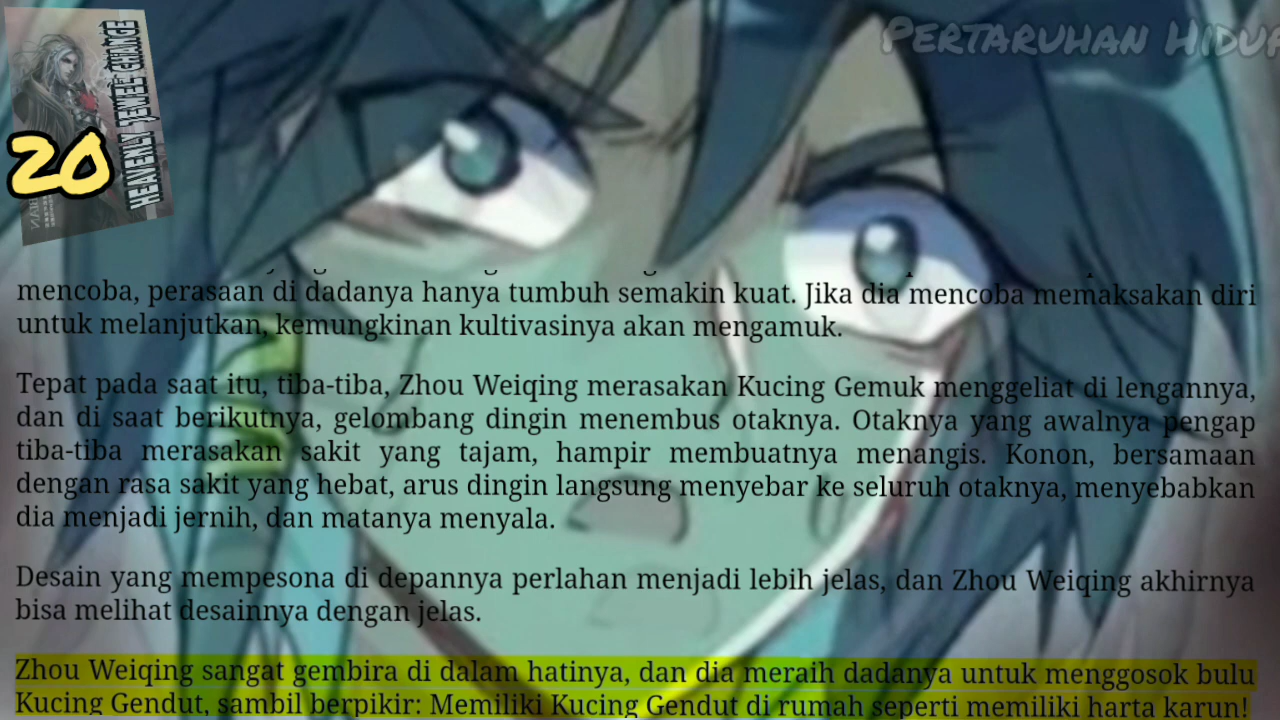 PERTARUHAN HIDUP
HEAVENLY JEWEL CHANGE
20
mencoba, perasaan di dadanya hanya tumbuh semakin kuat. Jika dia mencoba memaksakan diri
untuk melanjutkan, kemungkinan kultivasinya akan mengamuk.
Tepat pada saat itu, tiba-tiba, Zhou Weiqing merasakan Kucing Gemuk menggeliat di lengannya,
dan di saat berikutnya, gelombang dingin menembus otaknya. Otaknya yang awalnya pengap
tiba-tiba merasakan sakit yang tajam, hampir membuatnya menangis. Konon, bersamaan
dengan rasa sakit yang hebat, arus dingin langsung menyebar ke seluruh otaknya, menyebabkan
dia menjadi jernih, dan matanya menyala.
Desain yang mempesona di depannya perlahan menjadi lebih jelas, dan Zhou Weiqing akhirnya
bisa melihat desainnya dengan jelas.
Zhou Weiqing sangat gembira di dalam hatinya, dan dia meraih dadanya untuk menggosok bulu
Kucing Gendut, sambil berpikir: Memiliki Kucing Gendut di rumah seperti memiliki harta karun!